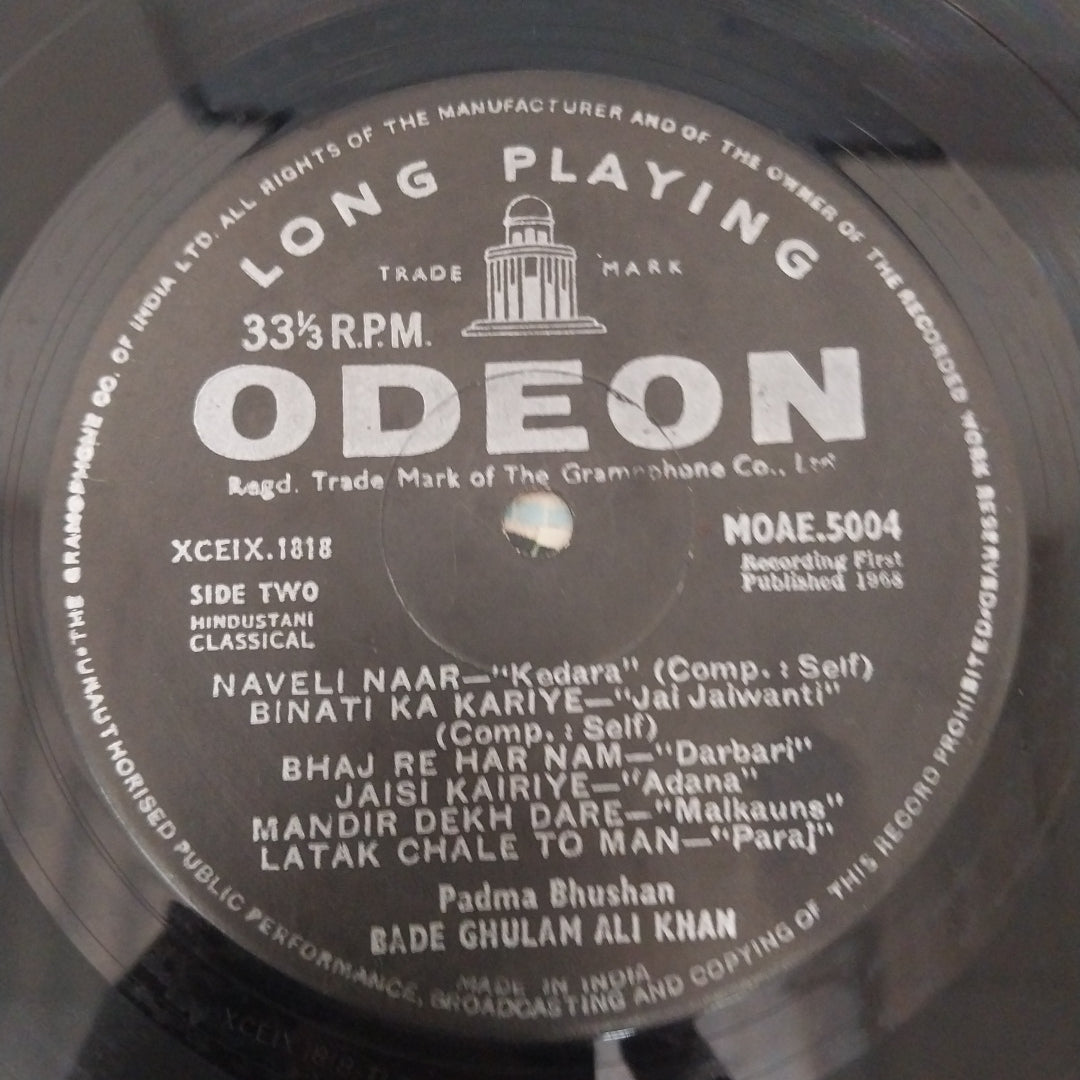 THE GRAMOPHONE CO. OF INDIA LTD. ALL RIGHTS OF THE MANUFACTURER AND OF THE OWNER OF THE RECORDED WORK RESERVED•
UNAUTHORISED PUBLIC PERFORMANCE, BROADCASTING AND COPYING OF THIS RECORD PROHIBITED•
LONG PLAYING
TRADE MARK
33⅓ R.P.M.
ODEON
Regd. Trade Mark of The Gramophone Co., Ltd
XCEIX.1818
MOAE.5004
Recording First
Published 1968
SIDE TWO
HINDUSTANI
CLASSICAL
NAVELI NAAR—"Kedara" (Comp. : Self)
BINATI KA KARIYE—"Jai Jaiwanti"
(Comp. : Self)
BHAJ RE HAR NAM—"Darbari"
JAISI KAIRIYE—"Adana"
MANDIR DEKH DARE—"Malkauns"
LATAK CHALE TO MAN—"Paraj"
Padma Bhushan
BADE GHULAM ALI KHAN
MADE IN INDIA
XCEIX 1818